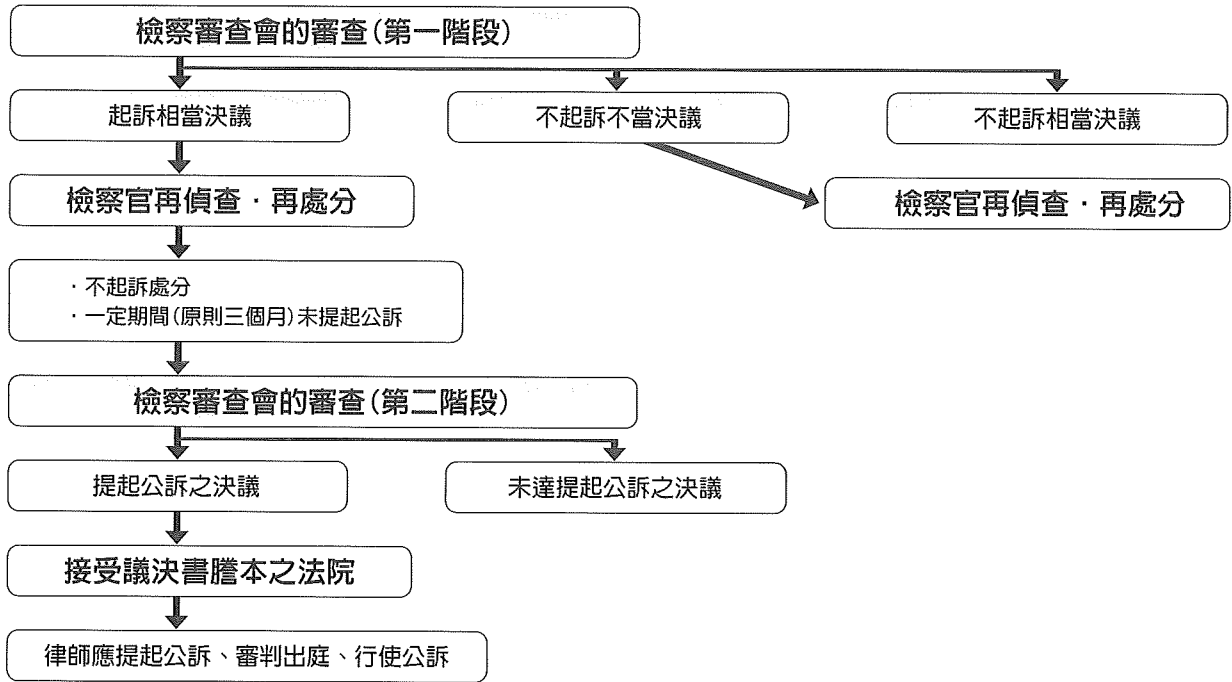 檢察審查會的審查(第一階段)
起訴相當決議
不起訴不當決議
不起訴相當決議
檢察官再偵查·再處分
檢察官再偵查·再處分
·不起訴處分
·一定期間(原則三個月)未提起公訴
檢察審查會的審查(第二階段)
提起公訴之決議
未達提起公訴之決議
接受議決書謄本之法院
律師應提起公訴、審判出庭、行使公訴